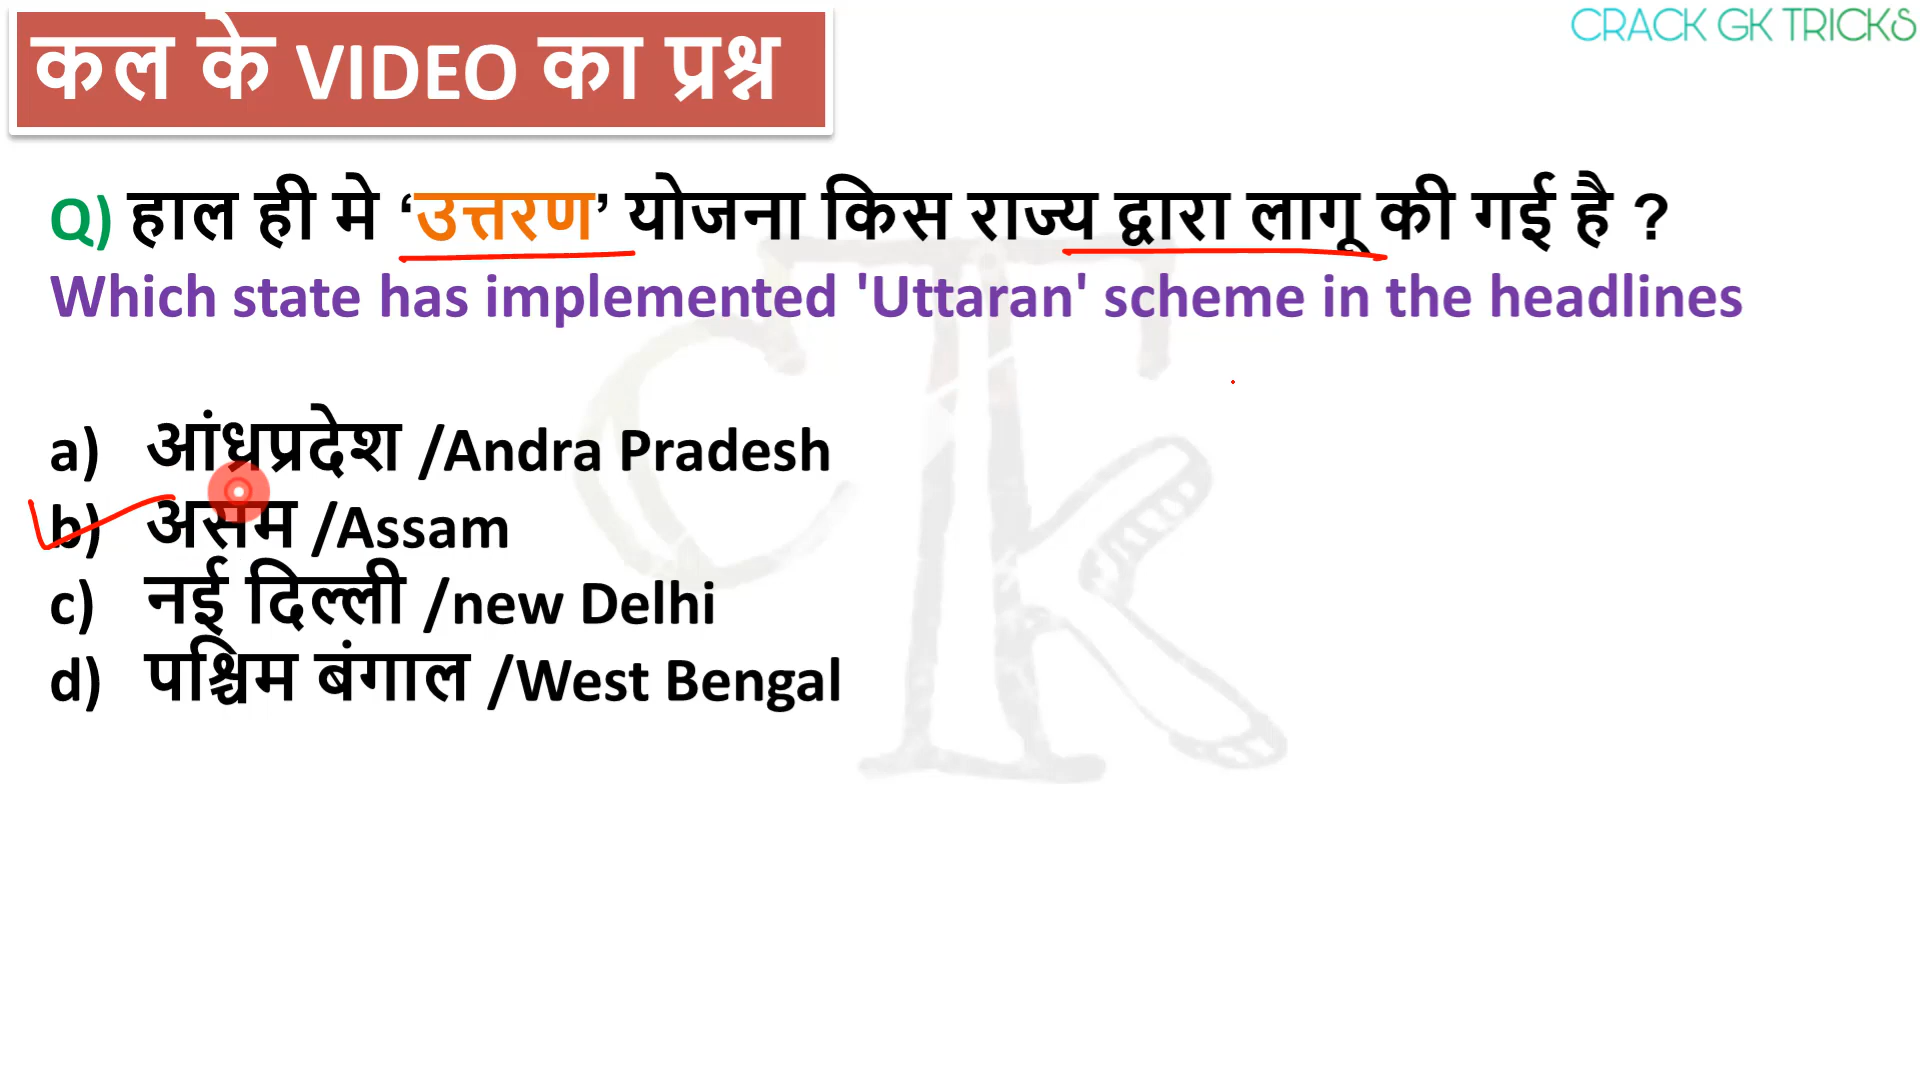 CRACK GK TRICKS
कल के VIDEO का प्रश्न
Q) हाल ही मे ‘उत्तरण’ योजना किस राज्य द्वारा लागू की गई है ?
Which state has implemented 'Uttaran' scheme in the headlines
a) आंध्रप्रदेश /Andra Pradesh
b) असम /Assam
c) नई दिल्ली /new Delhi
d) पश्चिम बंगाल /West Bengal
CTk